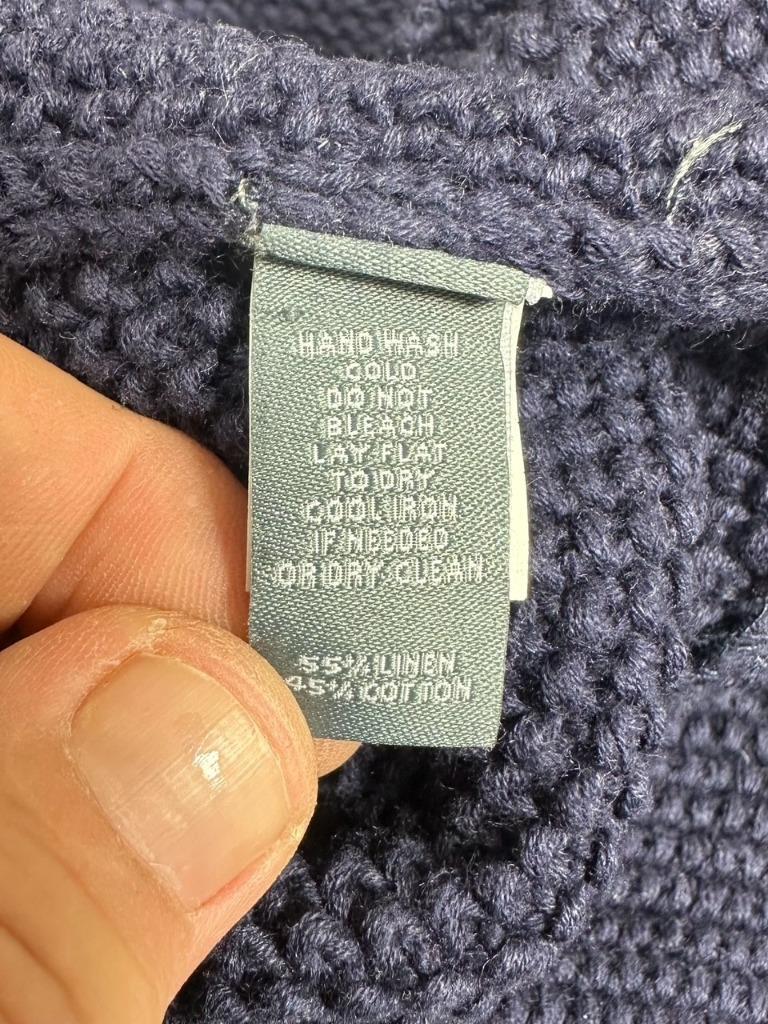 HAND WASH
COLD
DO NOT
BLEACH
LAY FLAT
TO DRY
COOL IRON
IF NEEDED
OR DRY CLEAN
55% LINEN
45% COTTON